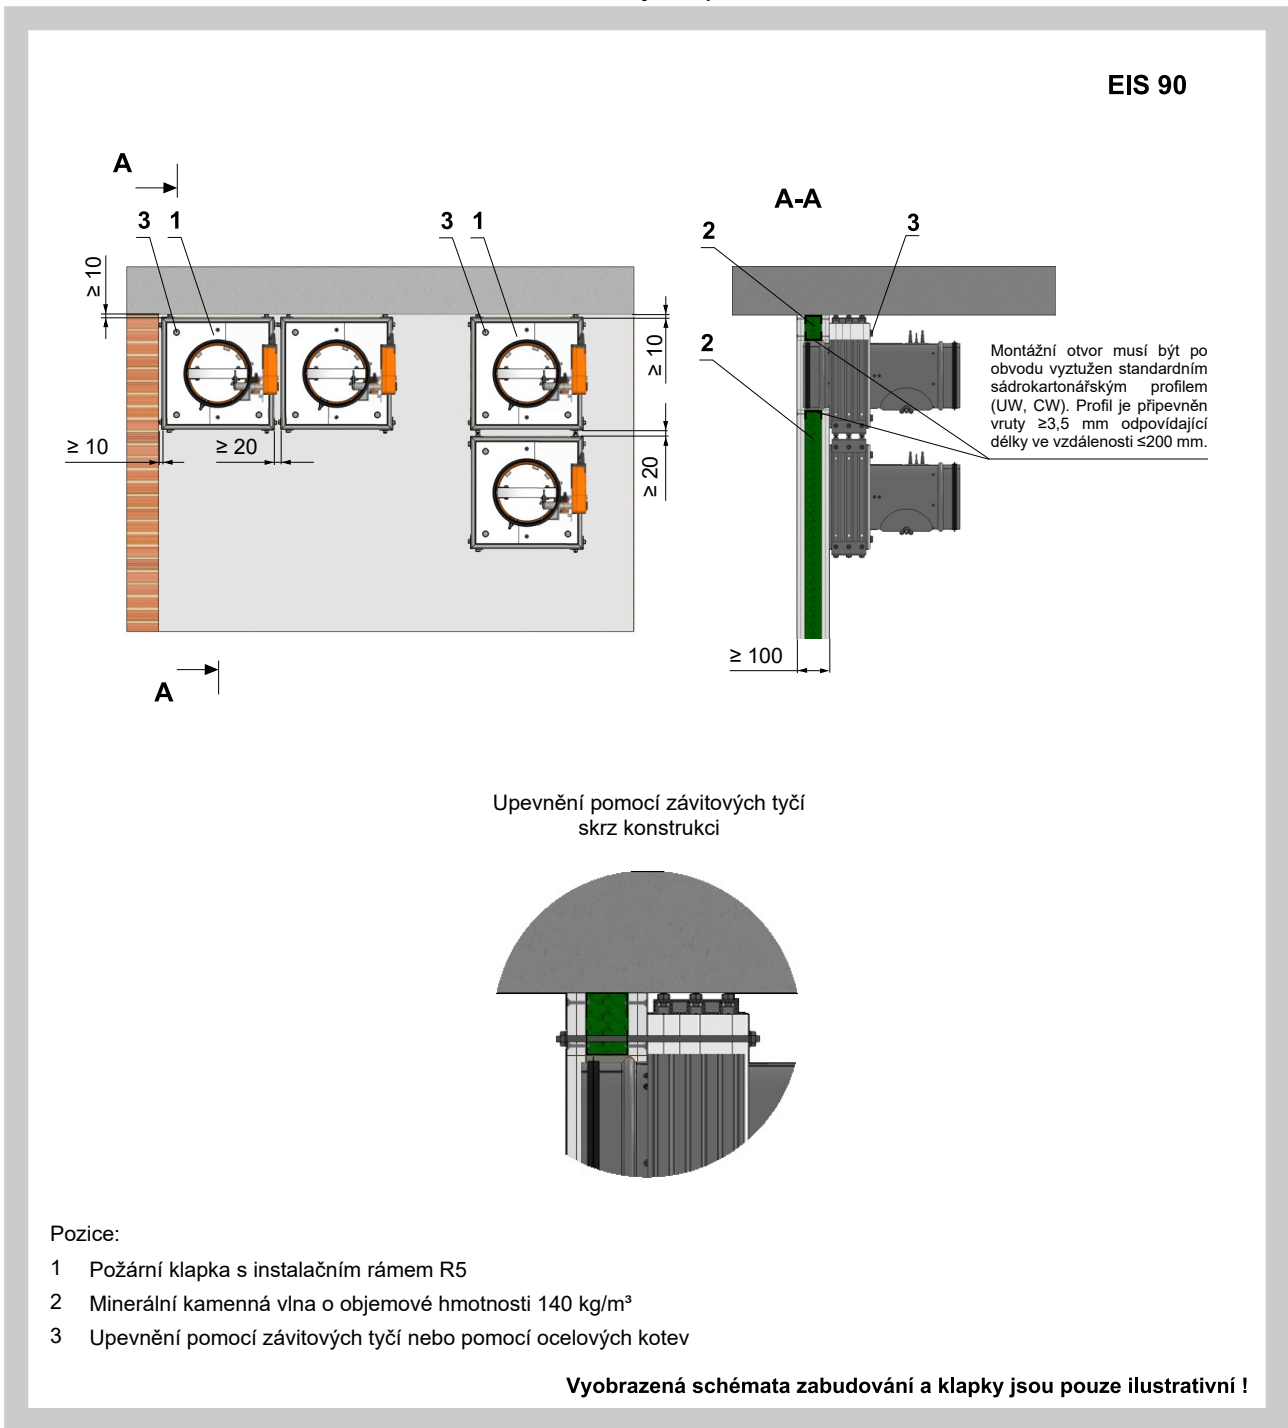 EIS 90
A
A-A
3 1
3 1
2
3
≥ 10
2
≥ 10
Montážní otvor musí být po
obvodu vyztužen standardním
sádrokartonářským profilem
(UW, CW). Profil je připevněn
vruty ≥3,5 mm odpovídající
délky ve vzdálenosti ≤200 mm.
≥ 10
≥ 20
≥ 20
≥ 100
A
Upevnění pomocí závitových tyčí
skrz konstrukci
Pozice:
1 Požární klapka s instalačním rámem R5
2 Minerální kamenná vlna o objemové hmotnosti 140 kg/m³
3 Upevnění pomocí závitových tyčí nebo pomocí ocelových kotev
Vyobrazená schémata zabudování a klapky jsou pouze ilustrativní !